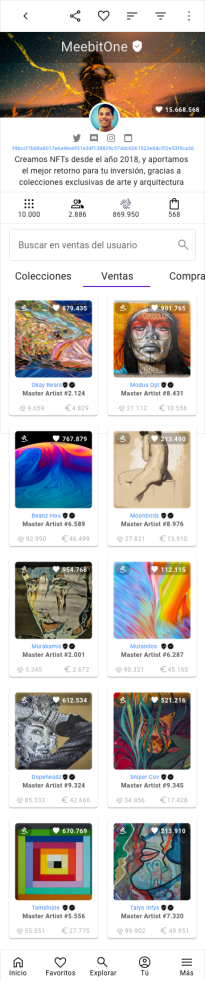 MeebitOne
15.668.568
Creamos NFTs desde el año 2018, y aportamos
el mejor retorno para tu inversión, gracias a
colecciones exclusivas de arte y arquitectura
10.000 2.886 869.950 568
Buscar en ventas del usuario
Colecciones Ventas Compra
879.435 901.765
Okay Bears Modus Opt
Master Artist #2.124 Master Artist #8.431
9.659 €4.829 21.112 €10.556
767.879 213.490
Beanz Hou Moonbirds
Master Artist #6.589 Master Artist #8.976
92.990 €46.499 27.821 €13.910
954.768 112.115
Murakamis Mutandos
Master Artist #2.001 Master Artist #6.287
5.345 €2.672 90.321 €45.160
612.534 521.216
Dopeheadz Sniper Cov
Master Artist #9.324 Master Artist #9.345
85.333 €42.666 34.856 €17.428
670.769 213.910
Tamshiste Taiyo Infys
Master Artist #5.556 Master Artist #7.320
55.551 €27.775 99.902 €49.951
Inicio Favoritos Explorar Tú Más